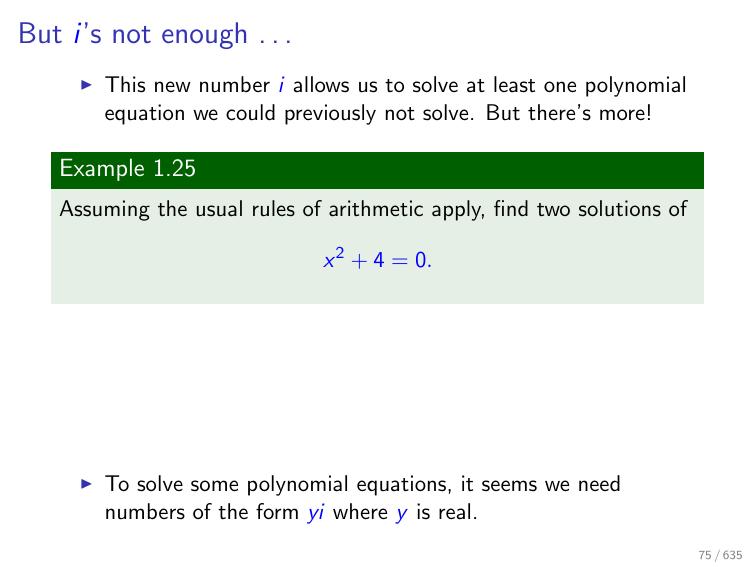 But i's not enough . . .
▶ This new number i allows us to solve at least one polynomial
equation we could previously not solve. But there's more!
Example 1.25
Assuming the usual rules of arithmetic apply, find two solutions of
x² + 4 = 0.
▶ To solve some polynomial equations, it seems we need
numbers of the form yi where y is real.
75 / 635